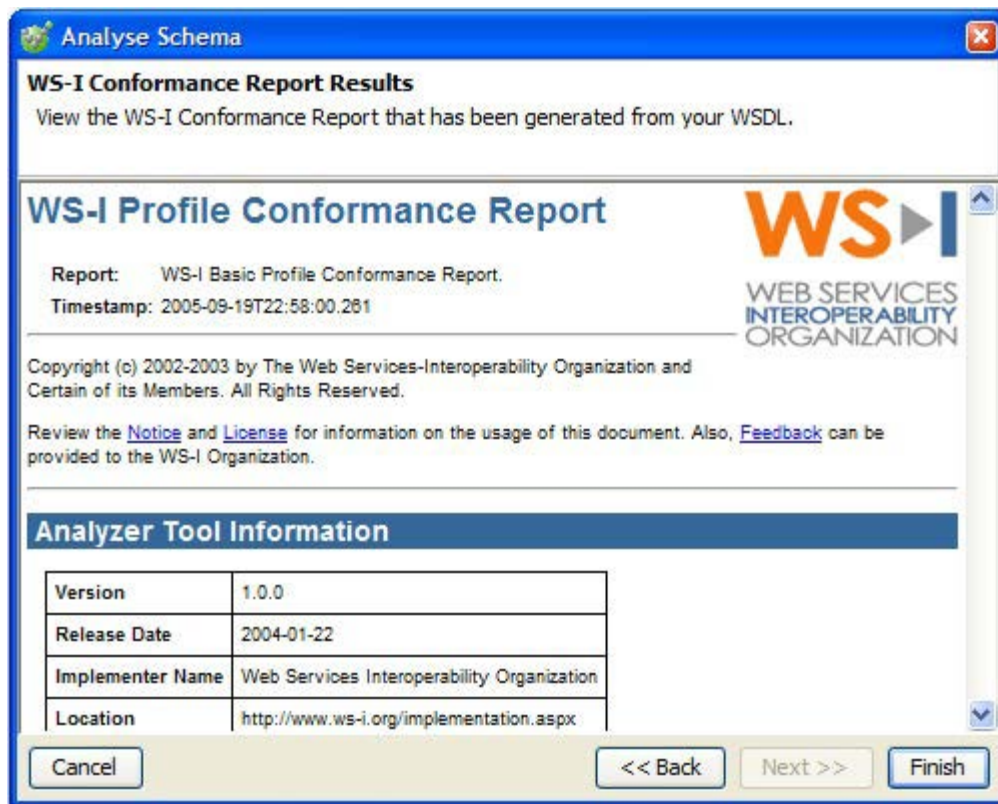 Analyse Schema
WS-I Conformance Report Results
View the WS-I Conformance Report that has been generated from your WSDL.
WS-I Profile Conformance Report
WS I
WEB SERVICES
INTEROPERABILITY
ORGANIZATION
Report: WS-I Basic Profile Conformance Report.
Timestamp: 2005-09-19T22:58:00.261
Copyright (c) 2002-2003 by The Web Services-Interoperability Organization and
Certain of its Members. All Rights Reserved.
Review the Notice and License for information on the usage of this document. Also, Feedback can be
provided to the WS-I Organization.
Analyzer Tool Information
Version 1.0.0
Release Date 2004-01-22
Implementer Name Web Services Interoperability Organization
Location http://www.ws-i.org/implementation.aspx
Cancel << Back Next >> Finish